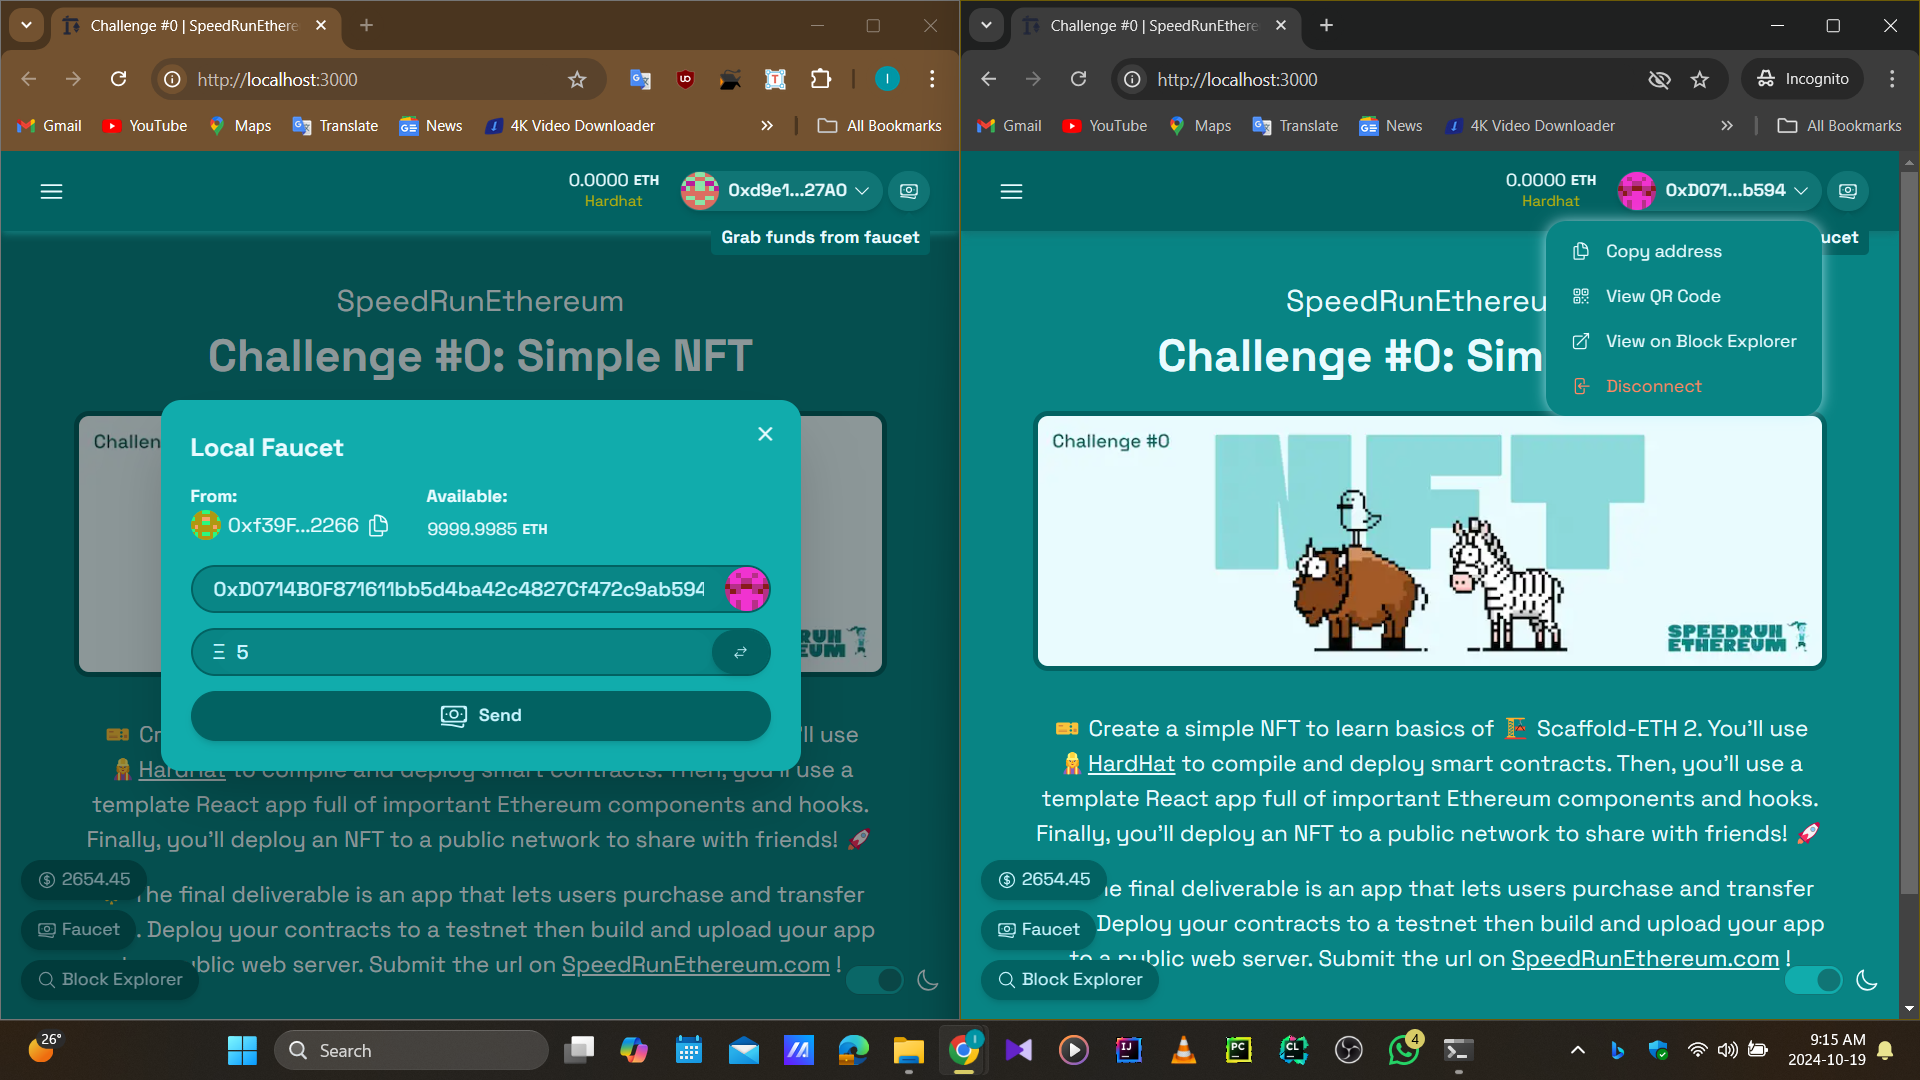 Challenge #0 | SpeedRunEthere
http://localhost:3000
Gmail YouTube Maps Translate News 4K Video Downloader All Bookmarks
0.0000 ETH
Hardhat
0xd9e1...27A0
Grab funds from faucet
SpeedRunEthereum
Challenge #0: Simple NFT
Challen
Local Faucet
From:
0xf39F...2266
Available:
9999.9985 ETH
0xD0714B0F871611bb5d4ba42c4827Cf472c9ab594
Ξ 5
Send
RUN
EUM
Cr ll use
HardHat to compile and deploy smart contracts. Then, you'll use a
template React app full of important Ethereum components and hooks.
Finally, you'll deploy an NFT to a public network to share with friends! 🚀
2654.45
he final deliverable is an app that lets users purchase and transfer
Faucet
. Deploy your contracts to a testnet then build and upload your app
blic web server. Submit the url on SpeedRunEthereum.com !
Block Explorer
Challenge #0 | SpeedRunEthere
http://localhost:3000
Incognito
Gmail YouTube Maps Translate News 4K Video Downloader All Bookmarks
0.0000 ETH
Hardhat
0xD071...b594
ucet
Copy address
View QR Code
View on Block Explorer
Disconnect
SpeedRunEthereu
Challenge #0: Sim
Challenge #0
NFT
SPEEDRUN
ETHEREUM
🎫 Create a simple NFT to learn basics of 🏗 Scaffold-ETH 2. You'll use
👷 HardHat to compile and deploy smart contracts. Then, you'll use a
template React app full of important Ethereum components and hooks.
Finally, you'll deploy an NFT to a public network to share with friends! 🚀
2654.45
e final deliverable is an app that lets users purchase and transfer
Faucet
Deploy your contracts to a testnet then build and upload your app
to a public web server. Submit the url on SpeedRunEthereum.com !
Block Explorer
26°
Search
4
9:15 AM
2024-10-19